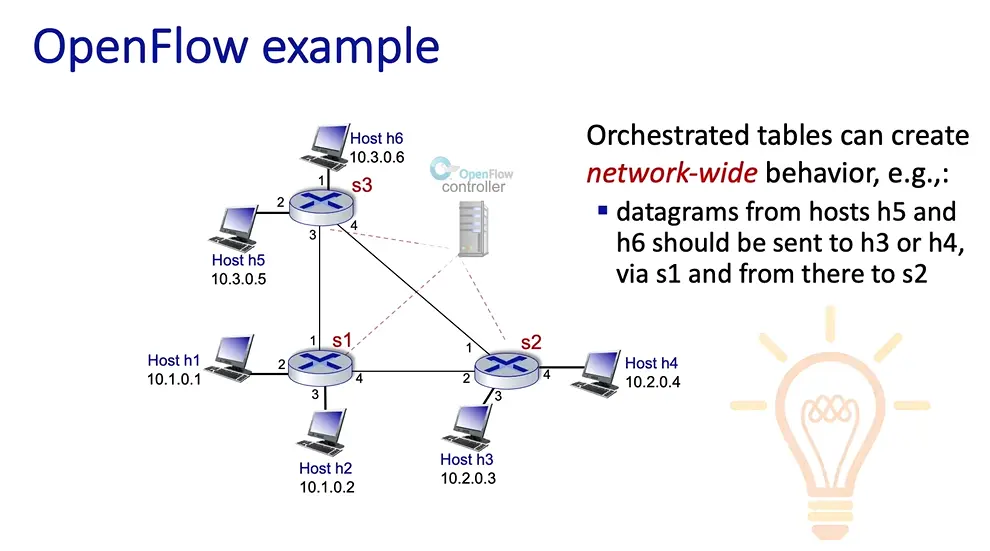 OpenFlow example
Host h6
10.3.0.6
1
s3
2
3
4
Host h5
10.3.0.5
OpenFlow
controller
Orchestrated tables can create
network-wide behavior, e.g.,:
▪ datagrams from hosts h5 and
h6 should be sent to h3 or h4,
via s1 and from there to s2
Host h1
10.1.0.1
1
s1
2
3
4
Host h2
10.1.0.2
1
s2
2
3
4
Host h3
10.2.0.3
Host h4
10.2.0.4